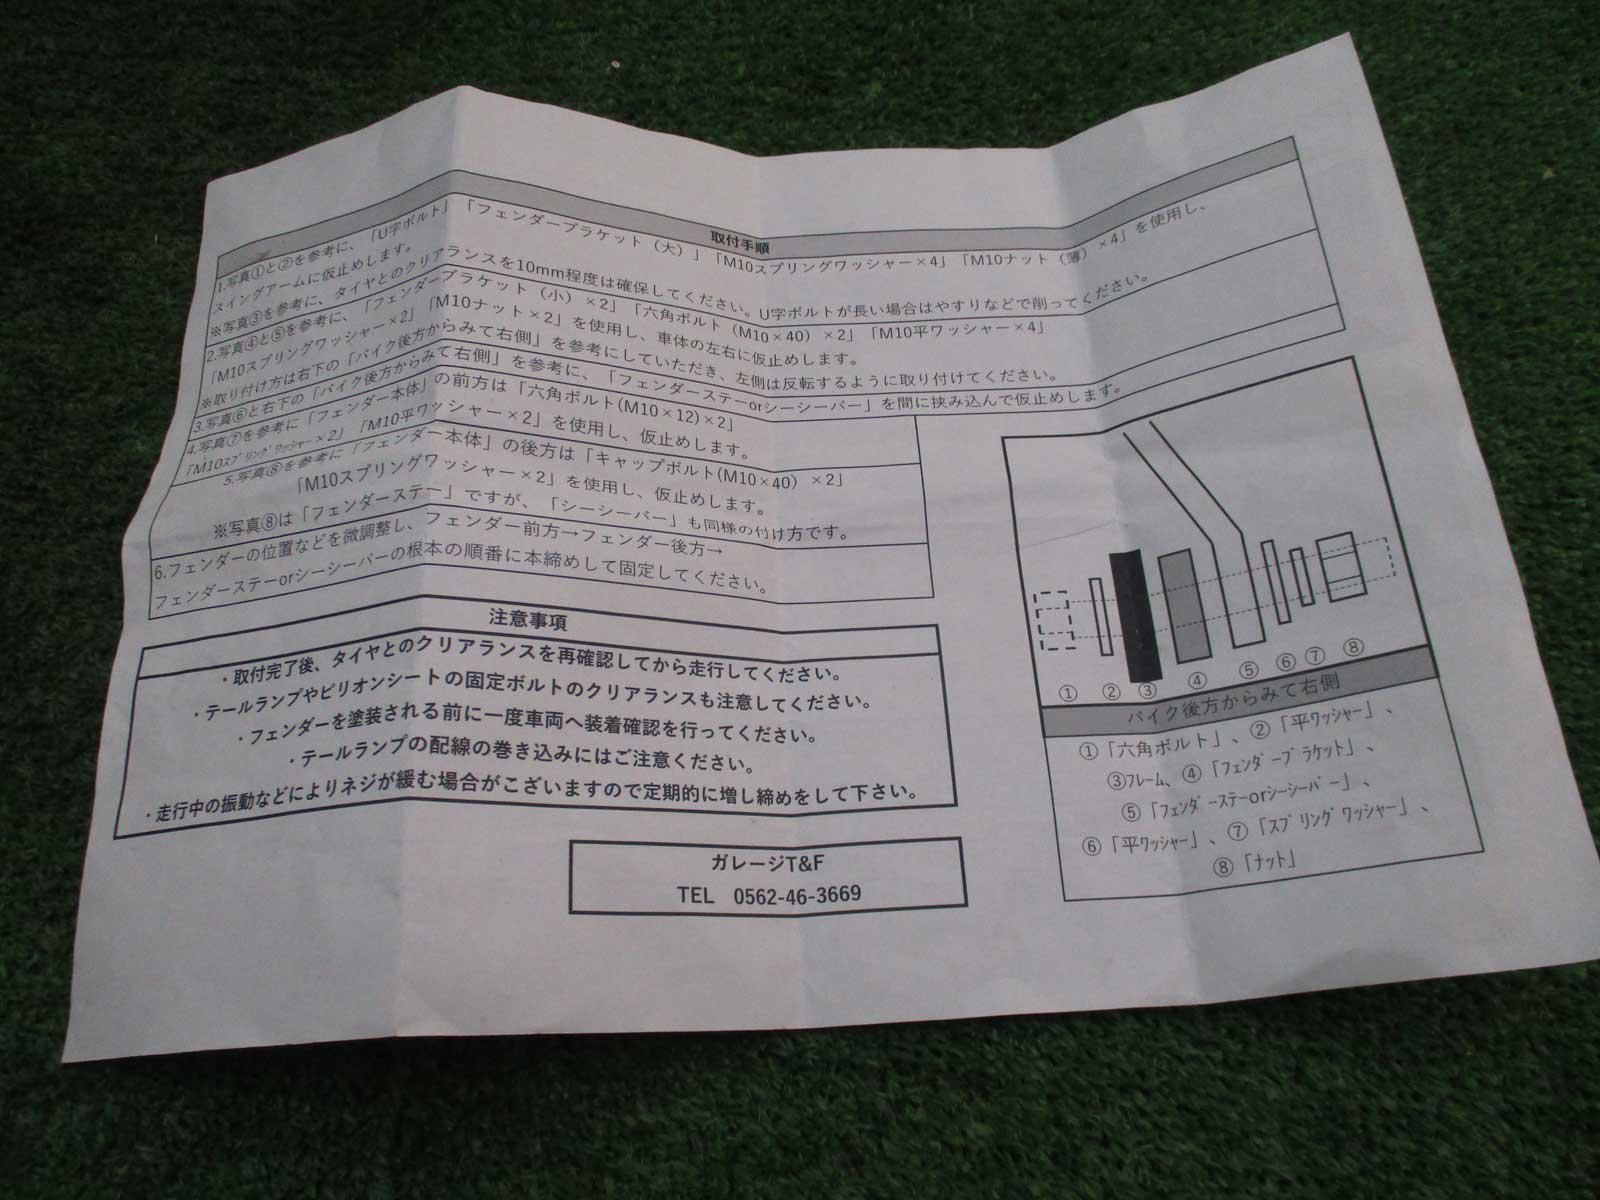 取付手順
1.写真①と②を参考に、「U字ボルト」「フェンダーブラケット（大）」「M10スプリングワッシャー×4」「M10ナット（薄）×4」を使用し、
スイングアームに仮止めします。
※写真③を参考に、タイヤとのクリアランスを10mm程度は確保してください。U字ボルトが長い場合はやすりなどで削ってください。
2.写真④と⑤を参考に、「フェンダーブラケット（小）×2」「六角ボルト（M10×40）×2」「M10平ワッシャー×4」
「M10スプリングワッシャー×2」「M10ナット×2」を使用し、車体の左右に仮止めします。
※取り付け方は右下の「バイク後方からみて右側」を参考にしていただき、左側は反転するように取り付けてください。
3.写真⑥と右下の「バイク後方からみて右側」を参考に、「フェンダーステーorシーシーバー」を間に挟み込んで仮止めします。
4.写真⑦を参考に「フェンダー本体」の前方は「六角ボルト(M10×12)×2」
「M10ｽﾌﾟﾘﾝｸﾞﾜｯｼｬｰ×2」「M10平ワッシャー×2」を使用し、仮止めします。
5.写真⑧を参考に「フェンダー本体」の後方は「キャップボルト(M10×40）×2」
「M10スプリングワッシャー×2」を使用し、仮止めします。
※写真⑧は「フェンダーステー」ですが、「シーシーバー」も同様の付け方です。
6.フェンダーの位置などを微調整し、フェンダー前方→フェンダー後方→
フェンダーステーorシーシーバーの根本の順番に本締めして固定してください。
注意事項
・取付完了後、タイヤとのクリアランスを再確認してから走行してください。
・テールランプやピリオンシートの固定ボルトのクリアランスも注意してください。
・フェンダーを塗装される前に一度車両へ装着確認を行ってください。
・テールランプの配線の巻き込みにはご注意ください。
・走行中の振動などによりネジが緩む場合がこざいますので定期的に増し締めをして下さい。
ガレージT&F
TEL 0562-46-3669
① ② ③ ④ ⑤ ⑥ ⑦ ⑧
バイク後方からみて右側
①「六角ボルト」、②「平ﾜｯｼｬｰ」、
③ﾌﾚｰﾑ、④「ﾌｪﾝﾀﾞｰﾌﾞﾗｹｯﾄ」、
⑤「ﾌｪﾝﾀﾞｰｽﾃｰorｼｰｼｰﾊﾞｰ」、
⑥「平ﾜｯｼｬｰ」、⑦「ｽﾌﾟﾘﾝｸﾞﾜｯｼｬｰ」、
⑧「ﾅｯﾄ」